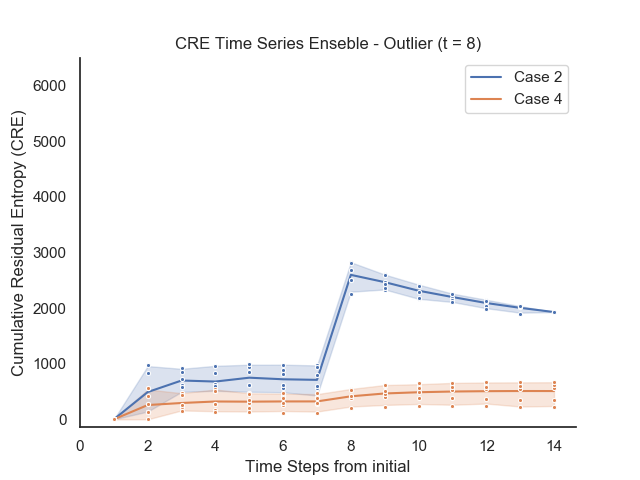 CRE Time Series Enseble - Outlier (t = 8)
Case 2
Case 4
Cumulative Residual Entropy (CRE)
6000
5000
4000
3000
2000
1000
0
0 2 4 6 8 10 12 14
Time Steps from initial